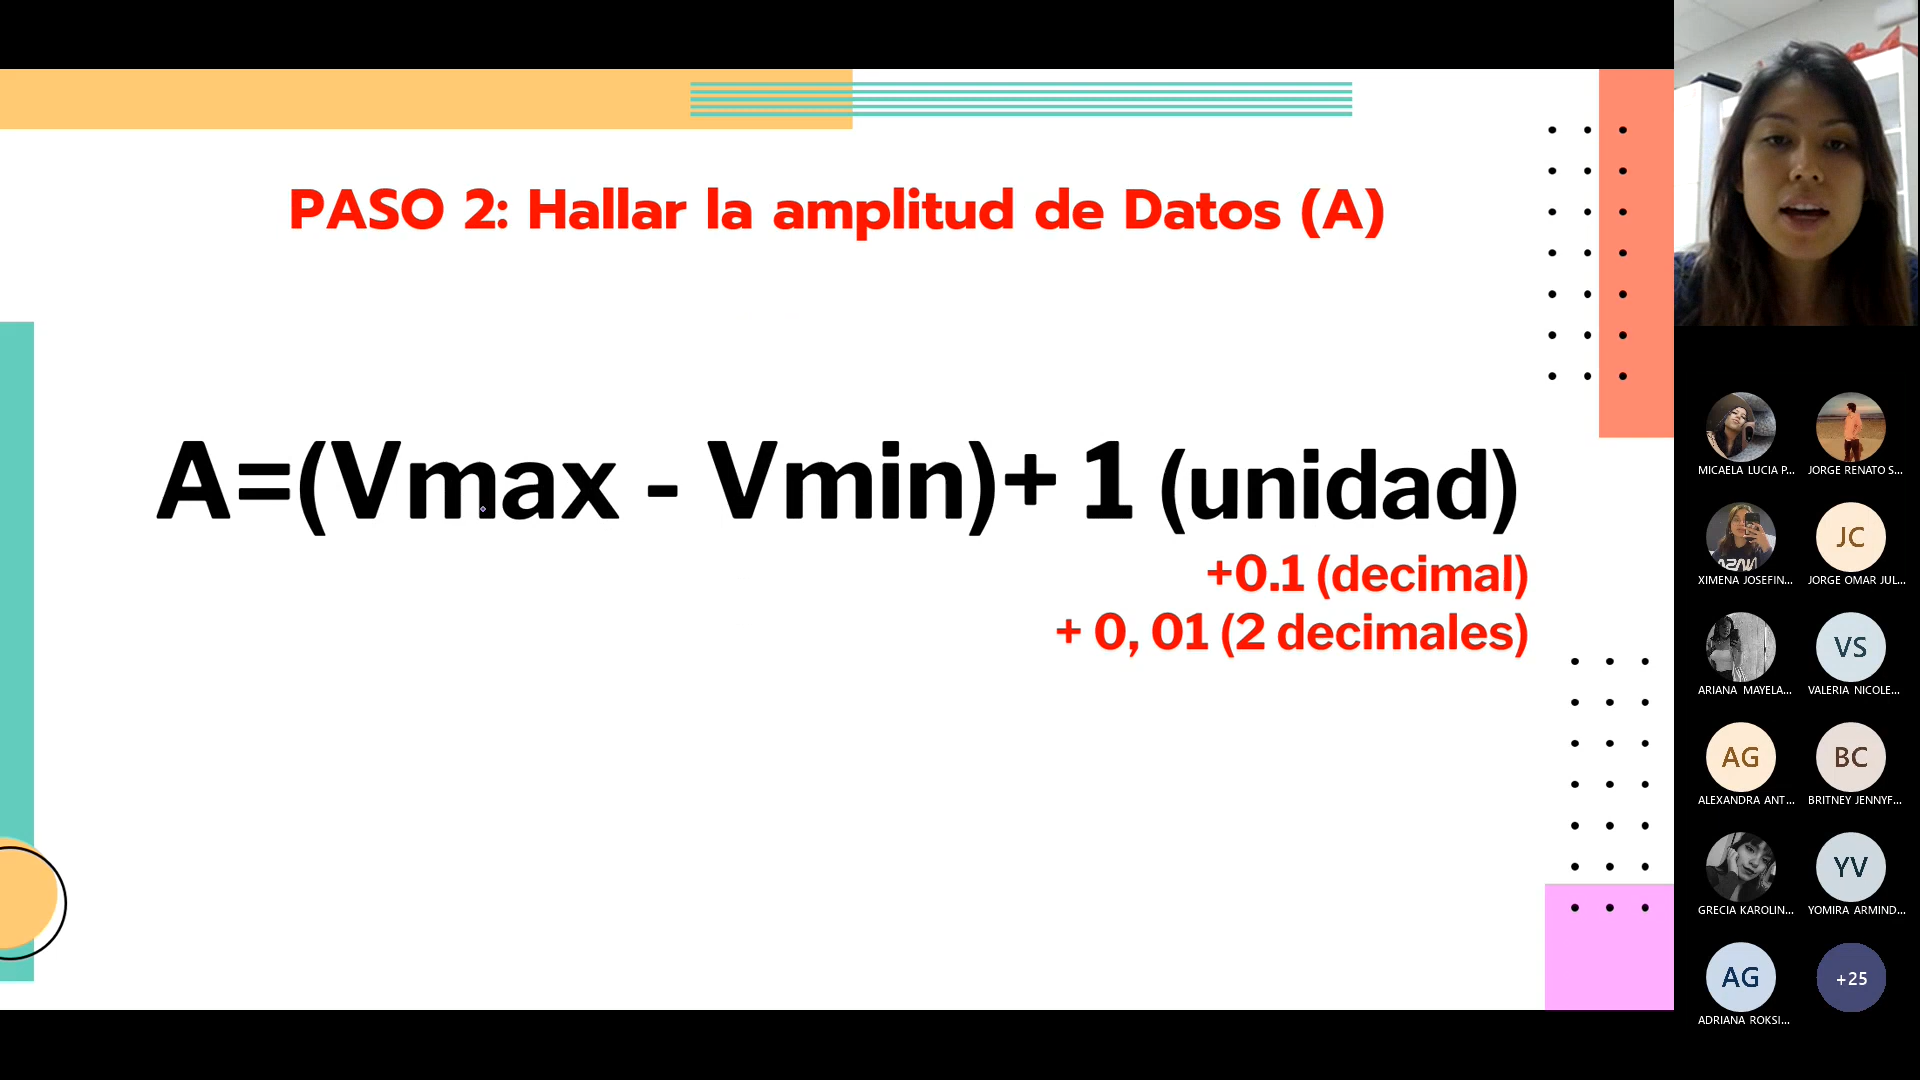 PASO 2: Hallar la amplitud de Datos (A)
A=(Vmax - Vmin)+ 1 (unidad)
+0.1 (decimal)
+ 0, 01 (2 decimales)
MICAELA LUCIA P...
JORGE RENATO S...
XIMENA JOSEFIN...
JC
JORGE OMAR JUL...
ARIANA MAYELA...
VS
VALERIA NICOLE...
AG
ALEXANDRA ANT...
BC
BRITNEY JENNYF...
GRECIA KAROLIN...
YV
YOMIRA ARMIND...
AG
ADRIANA ROKSI...
+25